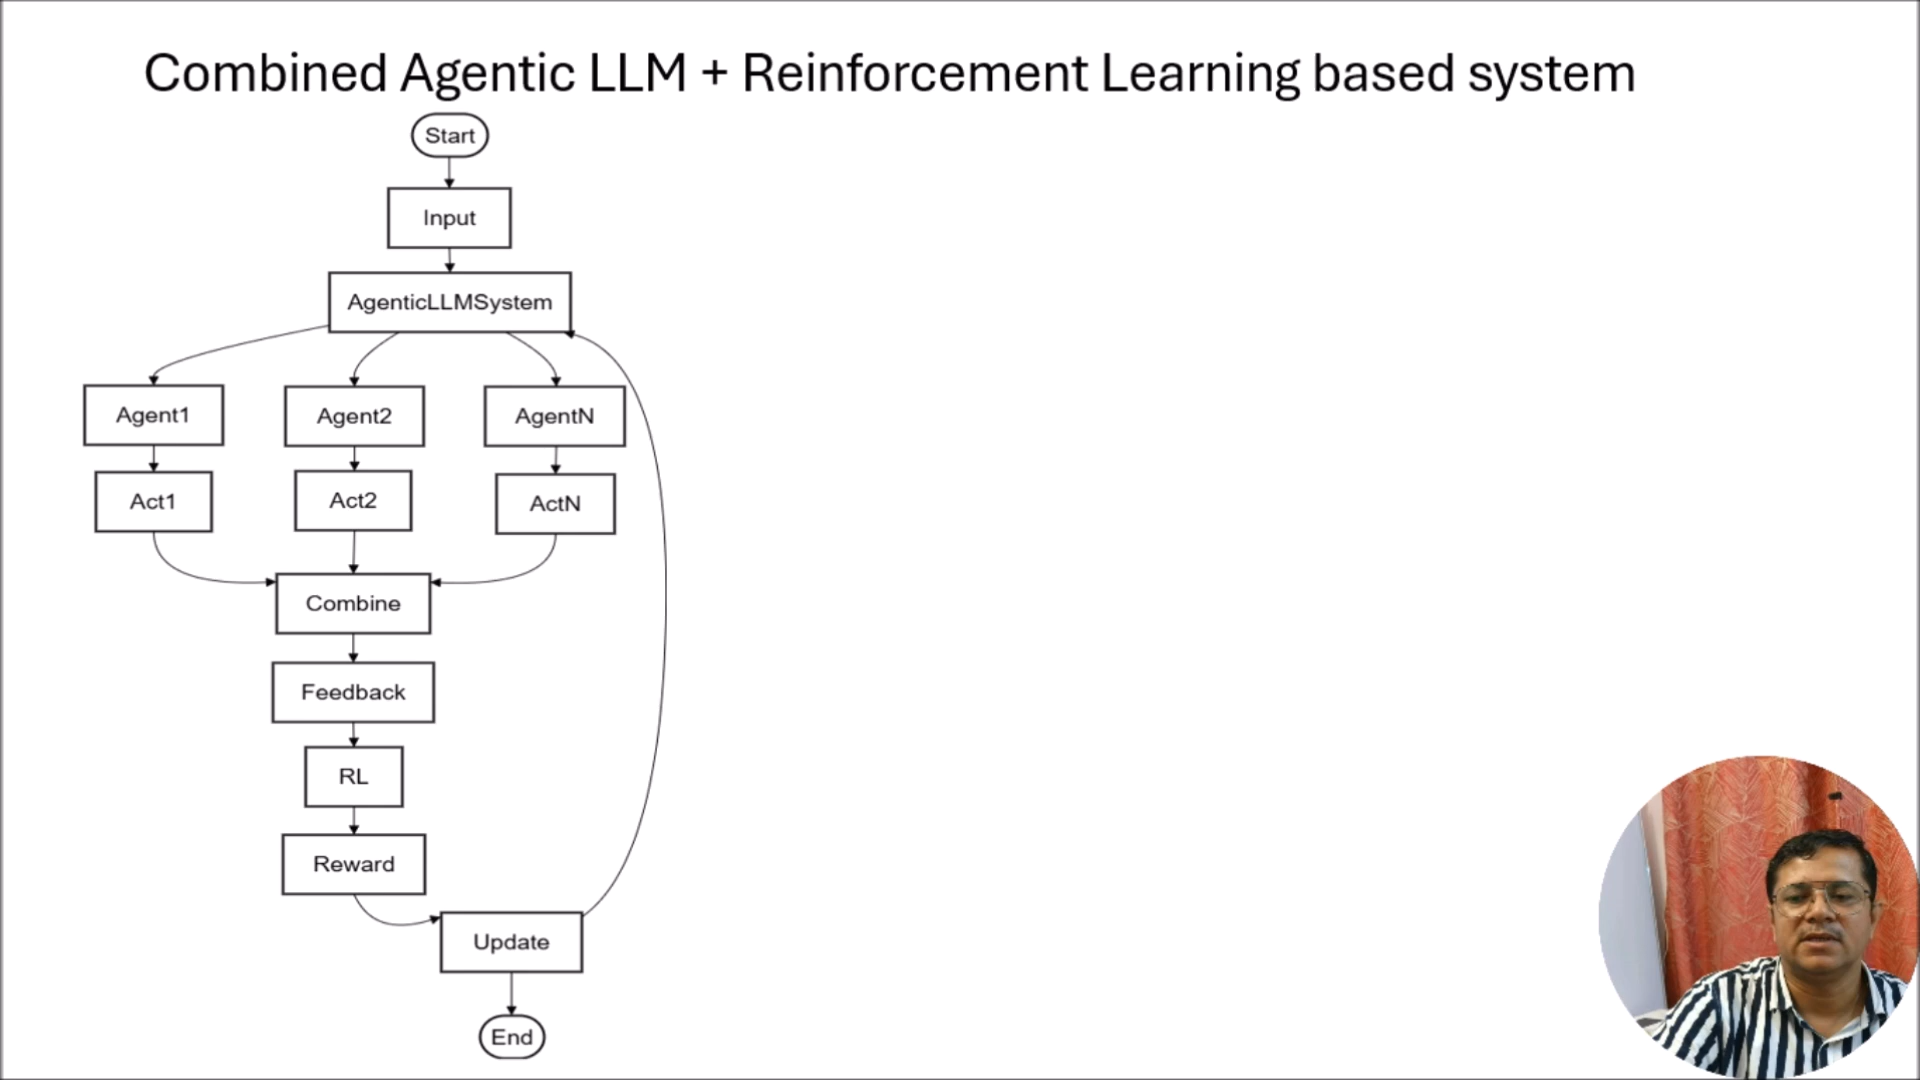 Combined Agentic LLM + Reinforcement Learning based system
Start
Input
AgenticLLMSystem
Agent1
Agent2
AgentN
Act1
Act2
ActN
Combine
Feedback
RL
Reward
Update
End